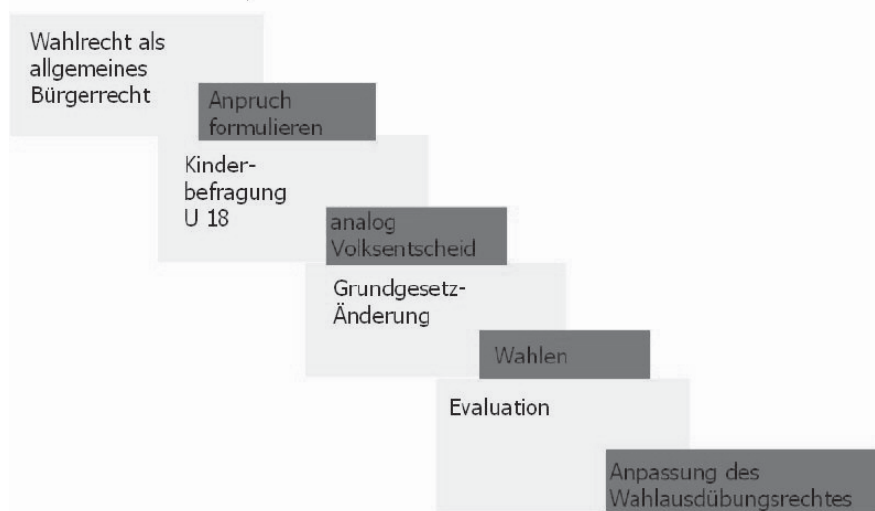 Wahlrecht als
allgemeines
Bürgerrecht
Anpruch
formulieren
Kinder-
befragung
U 18
analog
Volksentscheid
Grundgesetz-
Änderung
Wahlen
Evaluation
Anpassung des
Wahlausdübungsrechtes